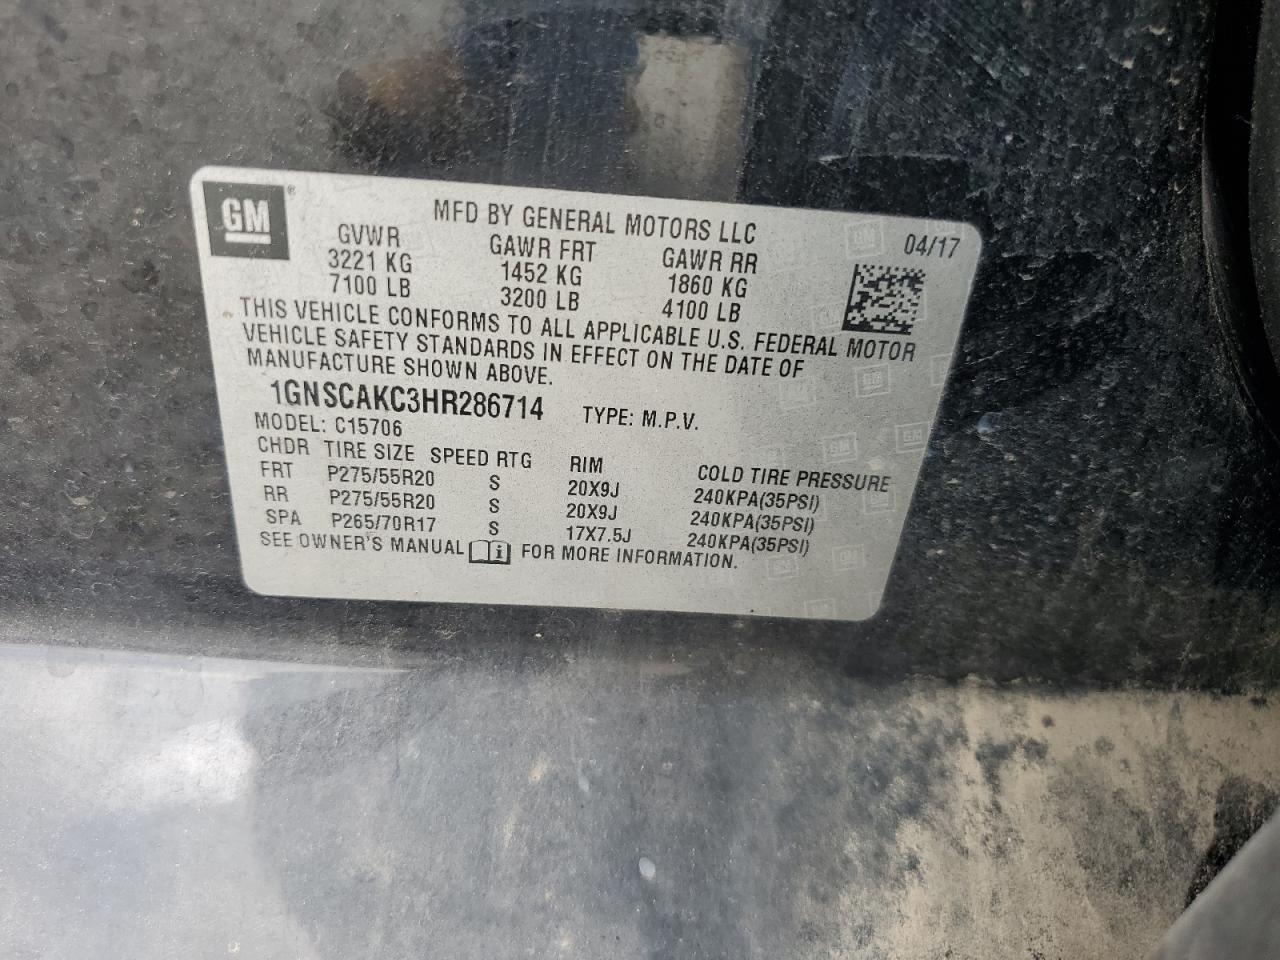 GM®
MFD BY GENERAL MOTORS LLC
04/17
GVWR GAWR FRT GAWR RR
3221 KG 1452 KG 1860 KG
7100 LB 3200 LB 4100 LB
THIS VEHICLE CONFORMS TO ALL APPLICABLE U.S. FEDERAL MOTOR
VEHICLE SAFETY STANDARDS IN EFFECT ON THE DATE OF
MANUFACTURE SHOWN ABOVE.
1GNSCAKC3HR286714 TYPE: M.P.V.
MODEL: C15706
CHDR TIRE SIZE SPEED RTG RIM COLD TIRE PRESSURE
FRT P275/55R20 S 20X9J 240KPA(35PSI)
RR P275/55R20 S 20X9J 240KPA(35PSI)
SPA P265/70R17 S 17X7.5J 240KPA(35PSI)
SEE OWNER'S MANUAL i FOR MORE INFORMATION.